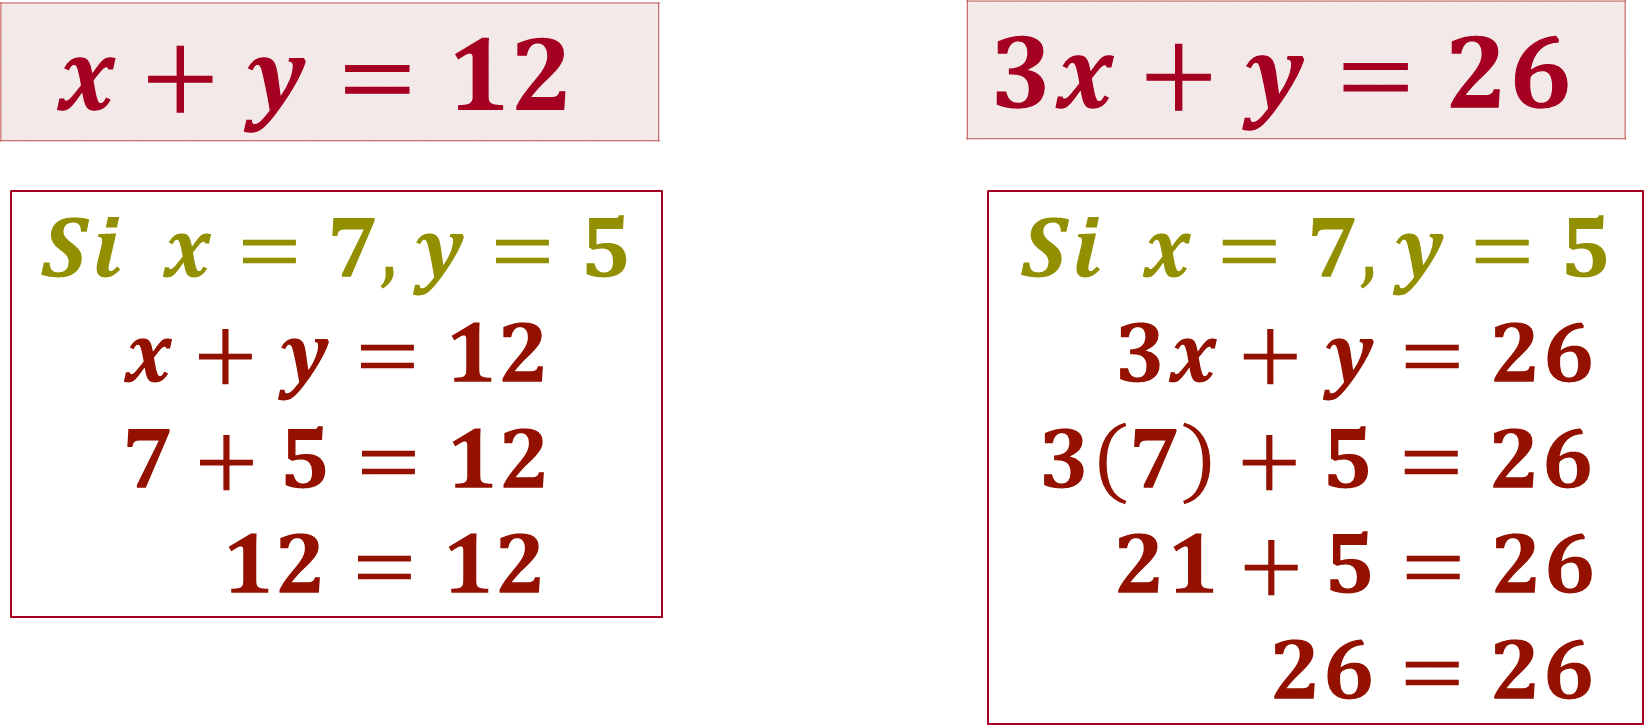 x + y = 12
Si x = 7, y = 5
x + y = 12
7 + 5 = 12
12 = 12
3x + y = 26
Si x = 7, y = 5
3x + y = 26
3(7) + 5 = 26
21 + 5 = 26
26 = 26